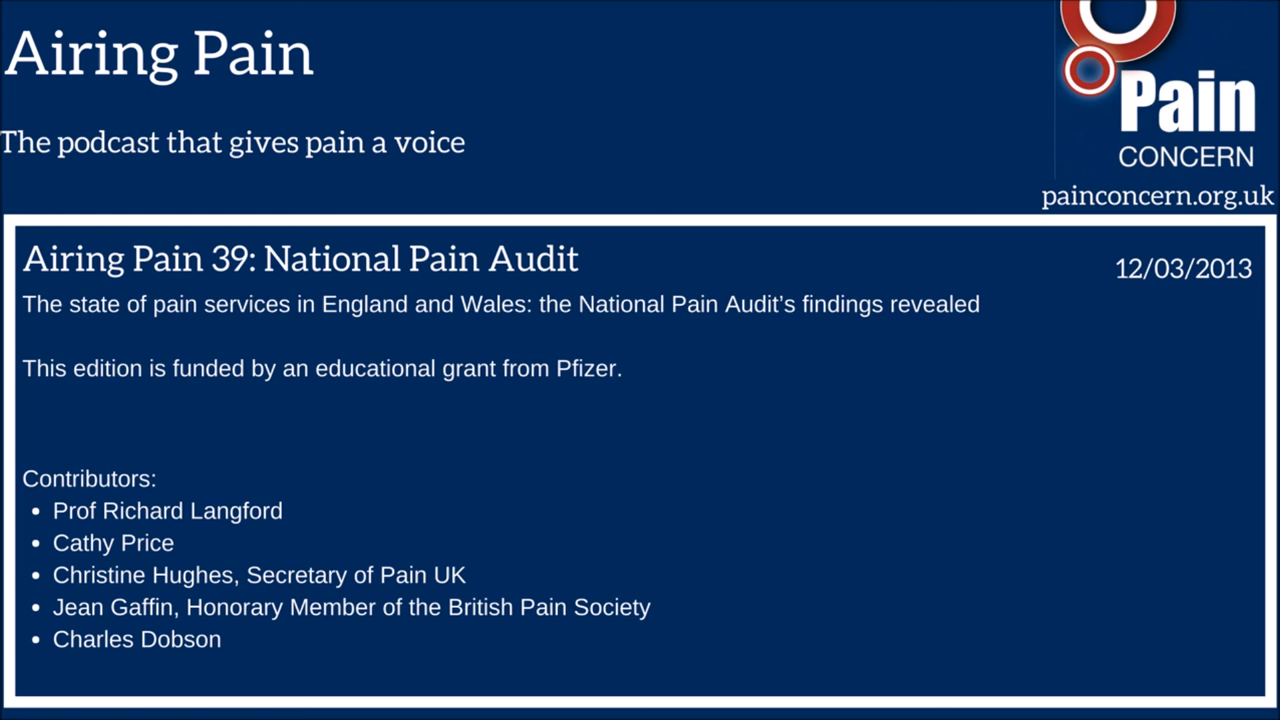 Airing Pain
The podcast that gives pain a voice
Pain
CONCERN
painconcern.org.uk
Airing Pain 39: National Pain Audit
12/03/2013
The state of pain services in England and Wales: the National Pain Audit’s findings revealed
This edition is funded by an educational grant from Pfizer.
Contributors:
• Prof Richard Langford
• Cathy Price
• Christine Hughes, Secretary of Pain UK
• Jean Gaffin, Honorary Member of the British Pain Society
• Charles Dobson